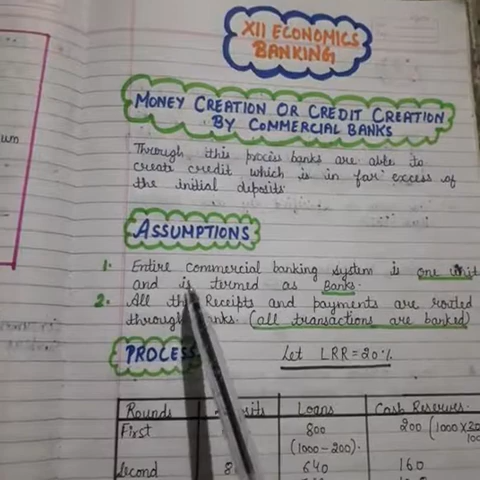 XII ECONOMICS
BANKING
MONEY CREATION OR CREDIT CREATION
BY COMMERCIAL BANKS
Through this process banks are able to
create credit which is in far excess of
the initial deposits
ASSUMPTIONS
1. Entire commercial banking system is one unit
and is termed as Banks.
2. All the Receipts and payments are routed
through Banks. (all transactions are banked)
PROCESS Let LRR = 20%
Rounds Loans Cash Reserves.
First 800 200 (1000 × 20
(1000-200) 100
Second 640 160